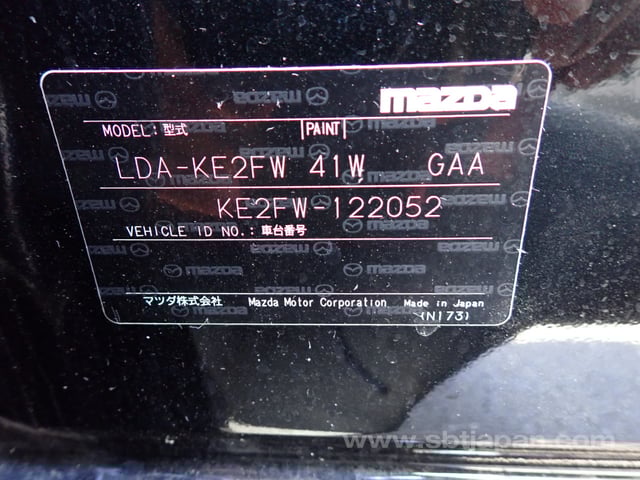 mazda
MODEL: 型式 PAINT
LDA-KE2FW 41W GAA
KE2FW-122052
VEHICLE ID NO.: 車台番号
マツダ株式会社 Mazda Motor Corporation Made in Japan
(N173)
www.sbtjapan.com